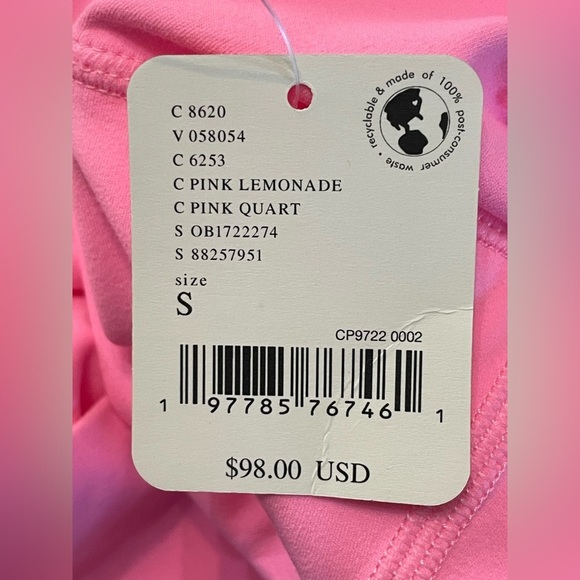 C 8620
V 058054
C 6253
C PINK LEMONADE
C PINK QUART
S OB1722274
S 88257951
size
S
recyclable & made of 100% post-consumer waste •
CP9722 0002
1 97785 76746 1
$98.00 USD